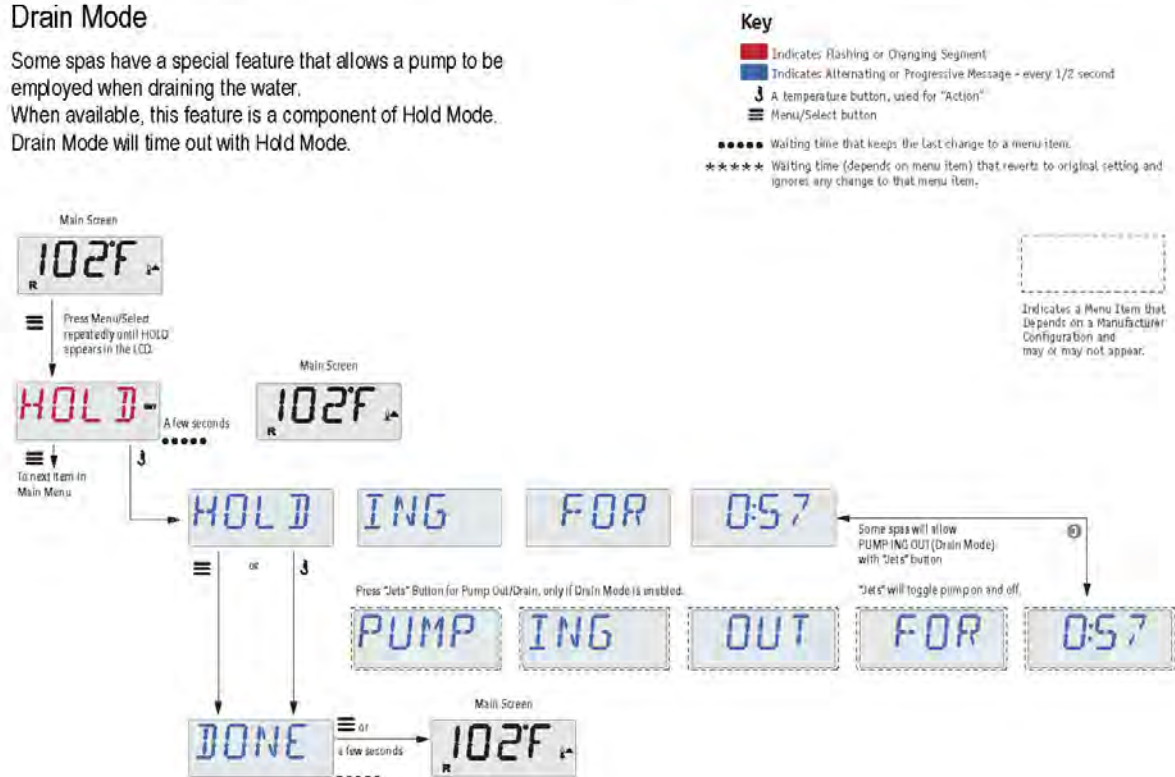 Drain Mode
Some spas have a special feature that allows a pump to be
employed when draining the water.
When available, this feature is a component of Hold Mode.
Drain Mode will time out with Hold Mode.
Key
Indicates Flashing or Changing Segment
Indicates Alternating or Progressive Message - every 1/2 second
A temperature button, used for "Action"
Menu/Select button
Waiting time that keeps the last change to a menu item.
***** Waiting time (depends on menu item) that reverts to original setting and
ignores any change to that menu item.
Main Screen
102°F
R
Indicates a Menu Item that
Depends on a Manufacturer
Configuration and
may or may not appear.
Press Menu/Select
repeatedly until HOLD
appears in the LCD.
HOLD
A few seconds
Main Screen
102°F
R
To next item in
Main Menu
HOLD ING FOR 0:57
Some spas will allow
PUMP ING OUT (Drain Mode)
with "Jets" button
or
Press "Jets" Button for Pump Out/Drain, only if Drain Mode is enabled.
"Jets" will toggle pump on and off.
PUMP ING OUT FOR 0:57
DONE
or
a few seconds
Main Screen
102°F
R